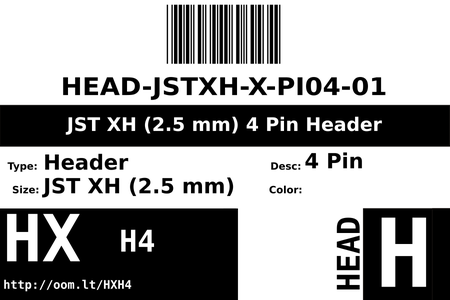 HEAD-JSTXH-X-PI04-01
JST XH (2.5 mm) 4 Pin Header
Type: Header
Desc: 4 Pin
Size: JST XH (2.5 mm)
Color:
HX
H4
http://oom.lt/HXH4
HEAD
H